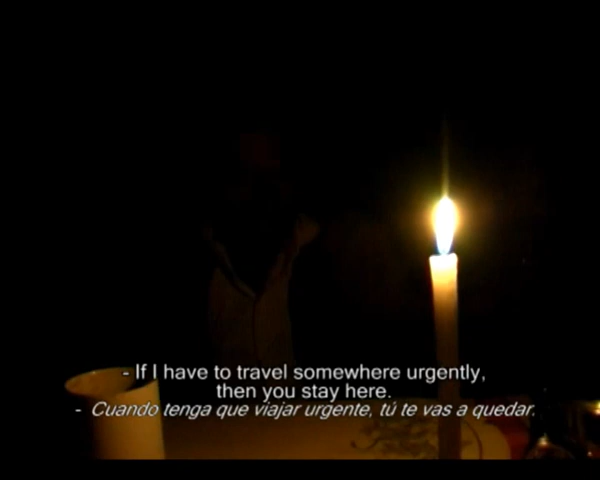 - If I have to travel somewhere urgently,
then you stay here.
- Cuando tenga que viajar urgente, tú te vas a quedar.